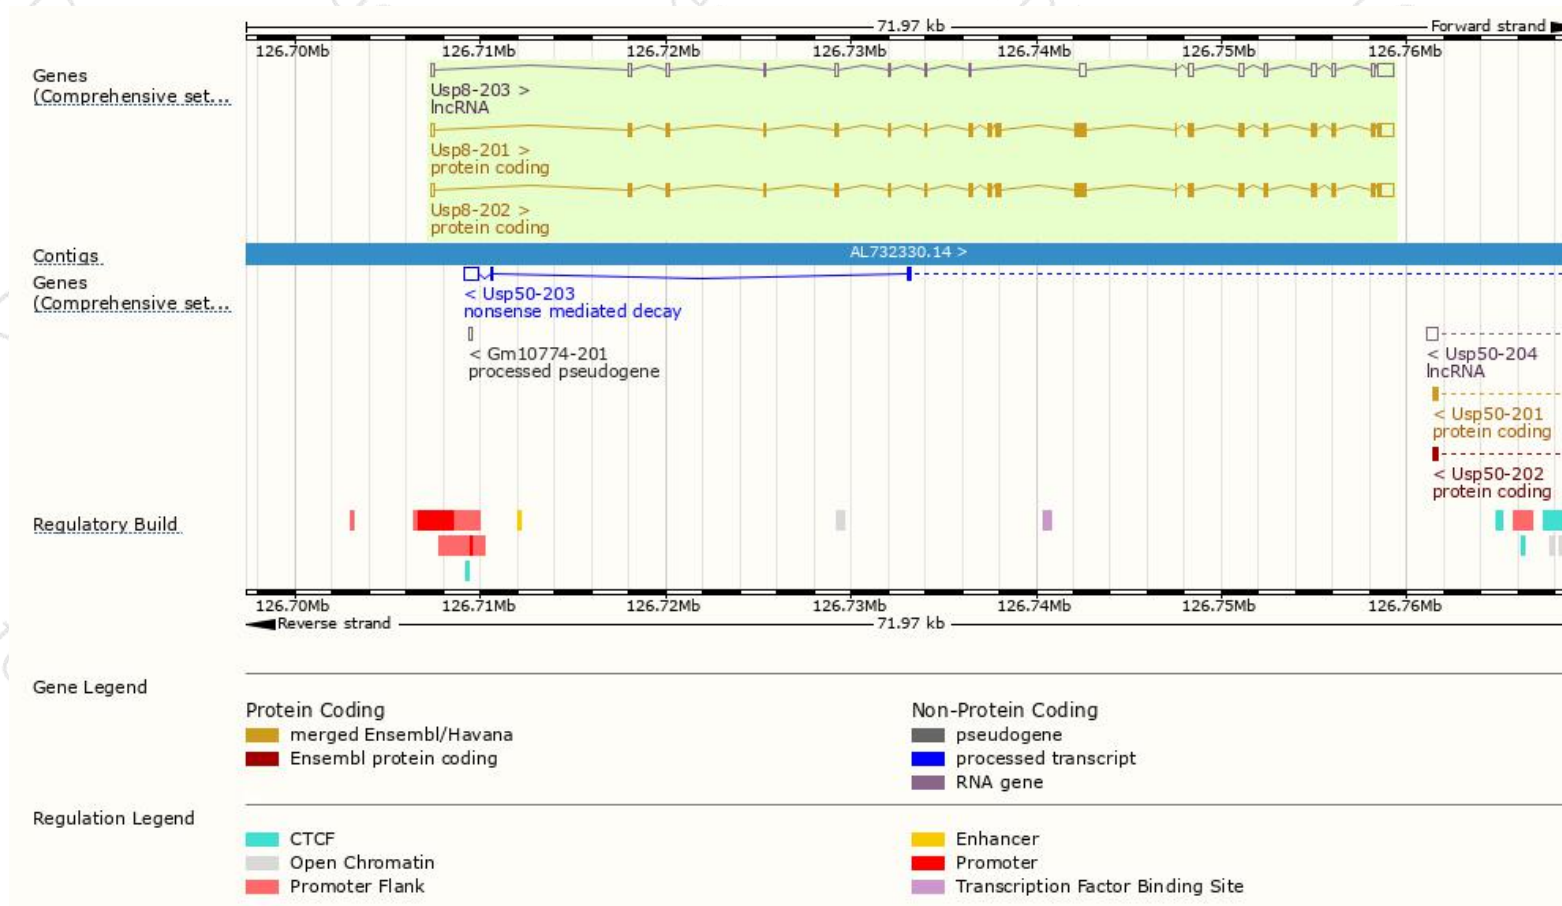 71.97 kb Forward strand
126.70Mb 126.71Mb 126.72Mb 126.73Mb 126.74Mb 126.75Mb 126.76Mb
Genes
(Comprehensive set...
Usp8-203 >
lncRNA
Usp8-201 >
protein coding
Usp8-202 >
protein coding
Contigs
AL732330.14 >
Genes
(Comprehensive set...
< Usp50-203
nonsense mediated decay
< Gm10774-201
processed pseudogene
< Usp50-204
lncRNA
< Usp50-201
protein coding
< Usp50-202
protein coding
Regulatory Build
126.70Mb 126.71Mb 126.72Mb 126.73Mb 126.74Mb 126.75Mb 126.76Mb
Reverse strand 71.97 kb
Gene Legend
Protein Coding
merged Ensembl/Havana
Ensembl protein coding
Non-Protein Coding
pseudogene
processed transcript
RNA gene
Regulation Legend
CTCF
Open Chromatin
Promoter Flank
Enhancer
Promoter
Transcription Factor Binding Site